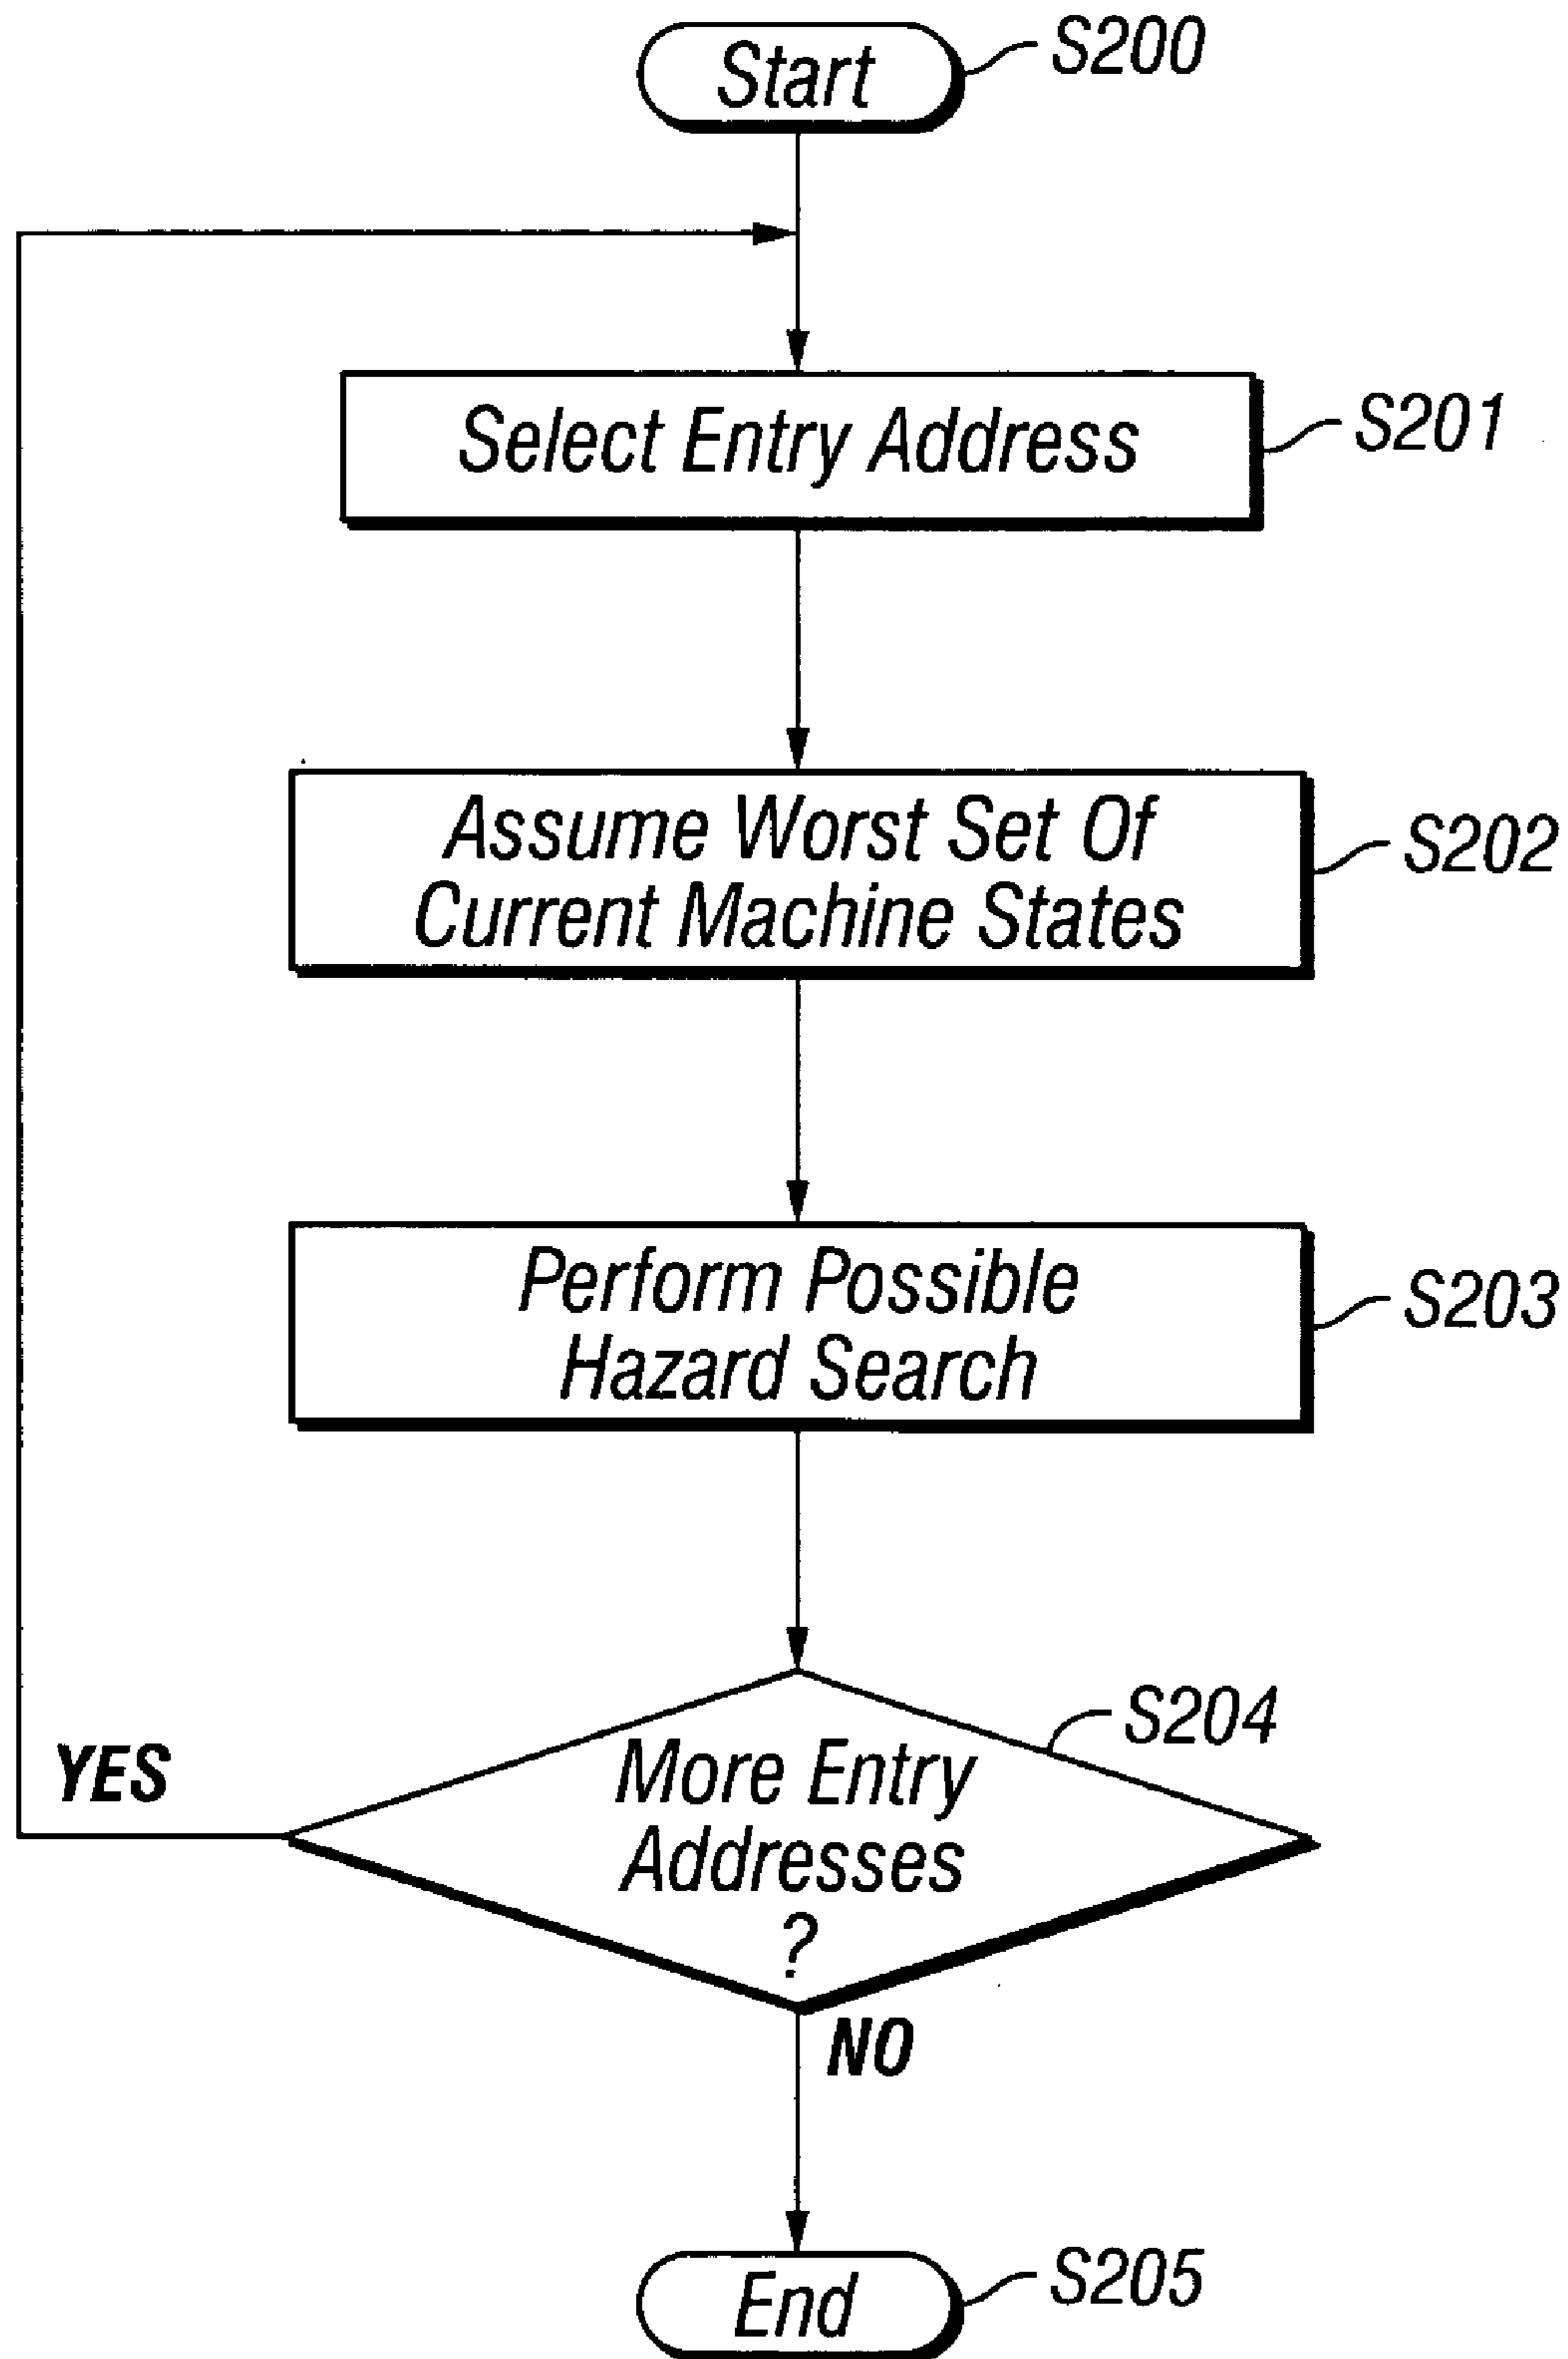 Start
S200
Select Entry Address
S201
Assume Worst Set Of
Current Machine States
S202
Perform Possible
Hazard Search
S203
More Entry
Addresses
?
S204
YES
NO
End
S205